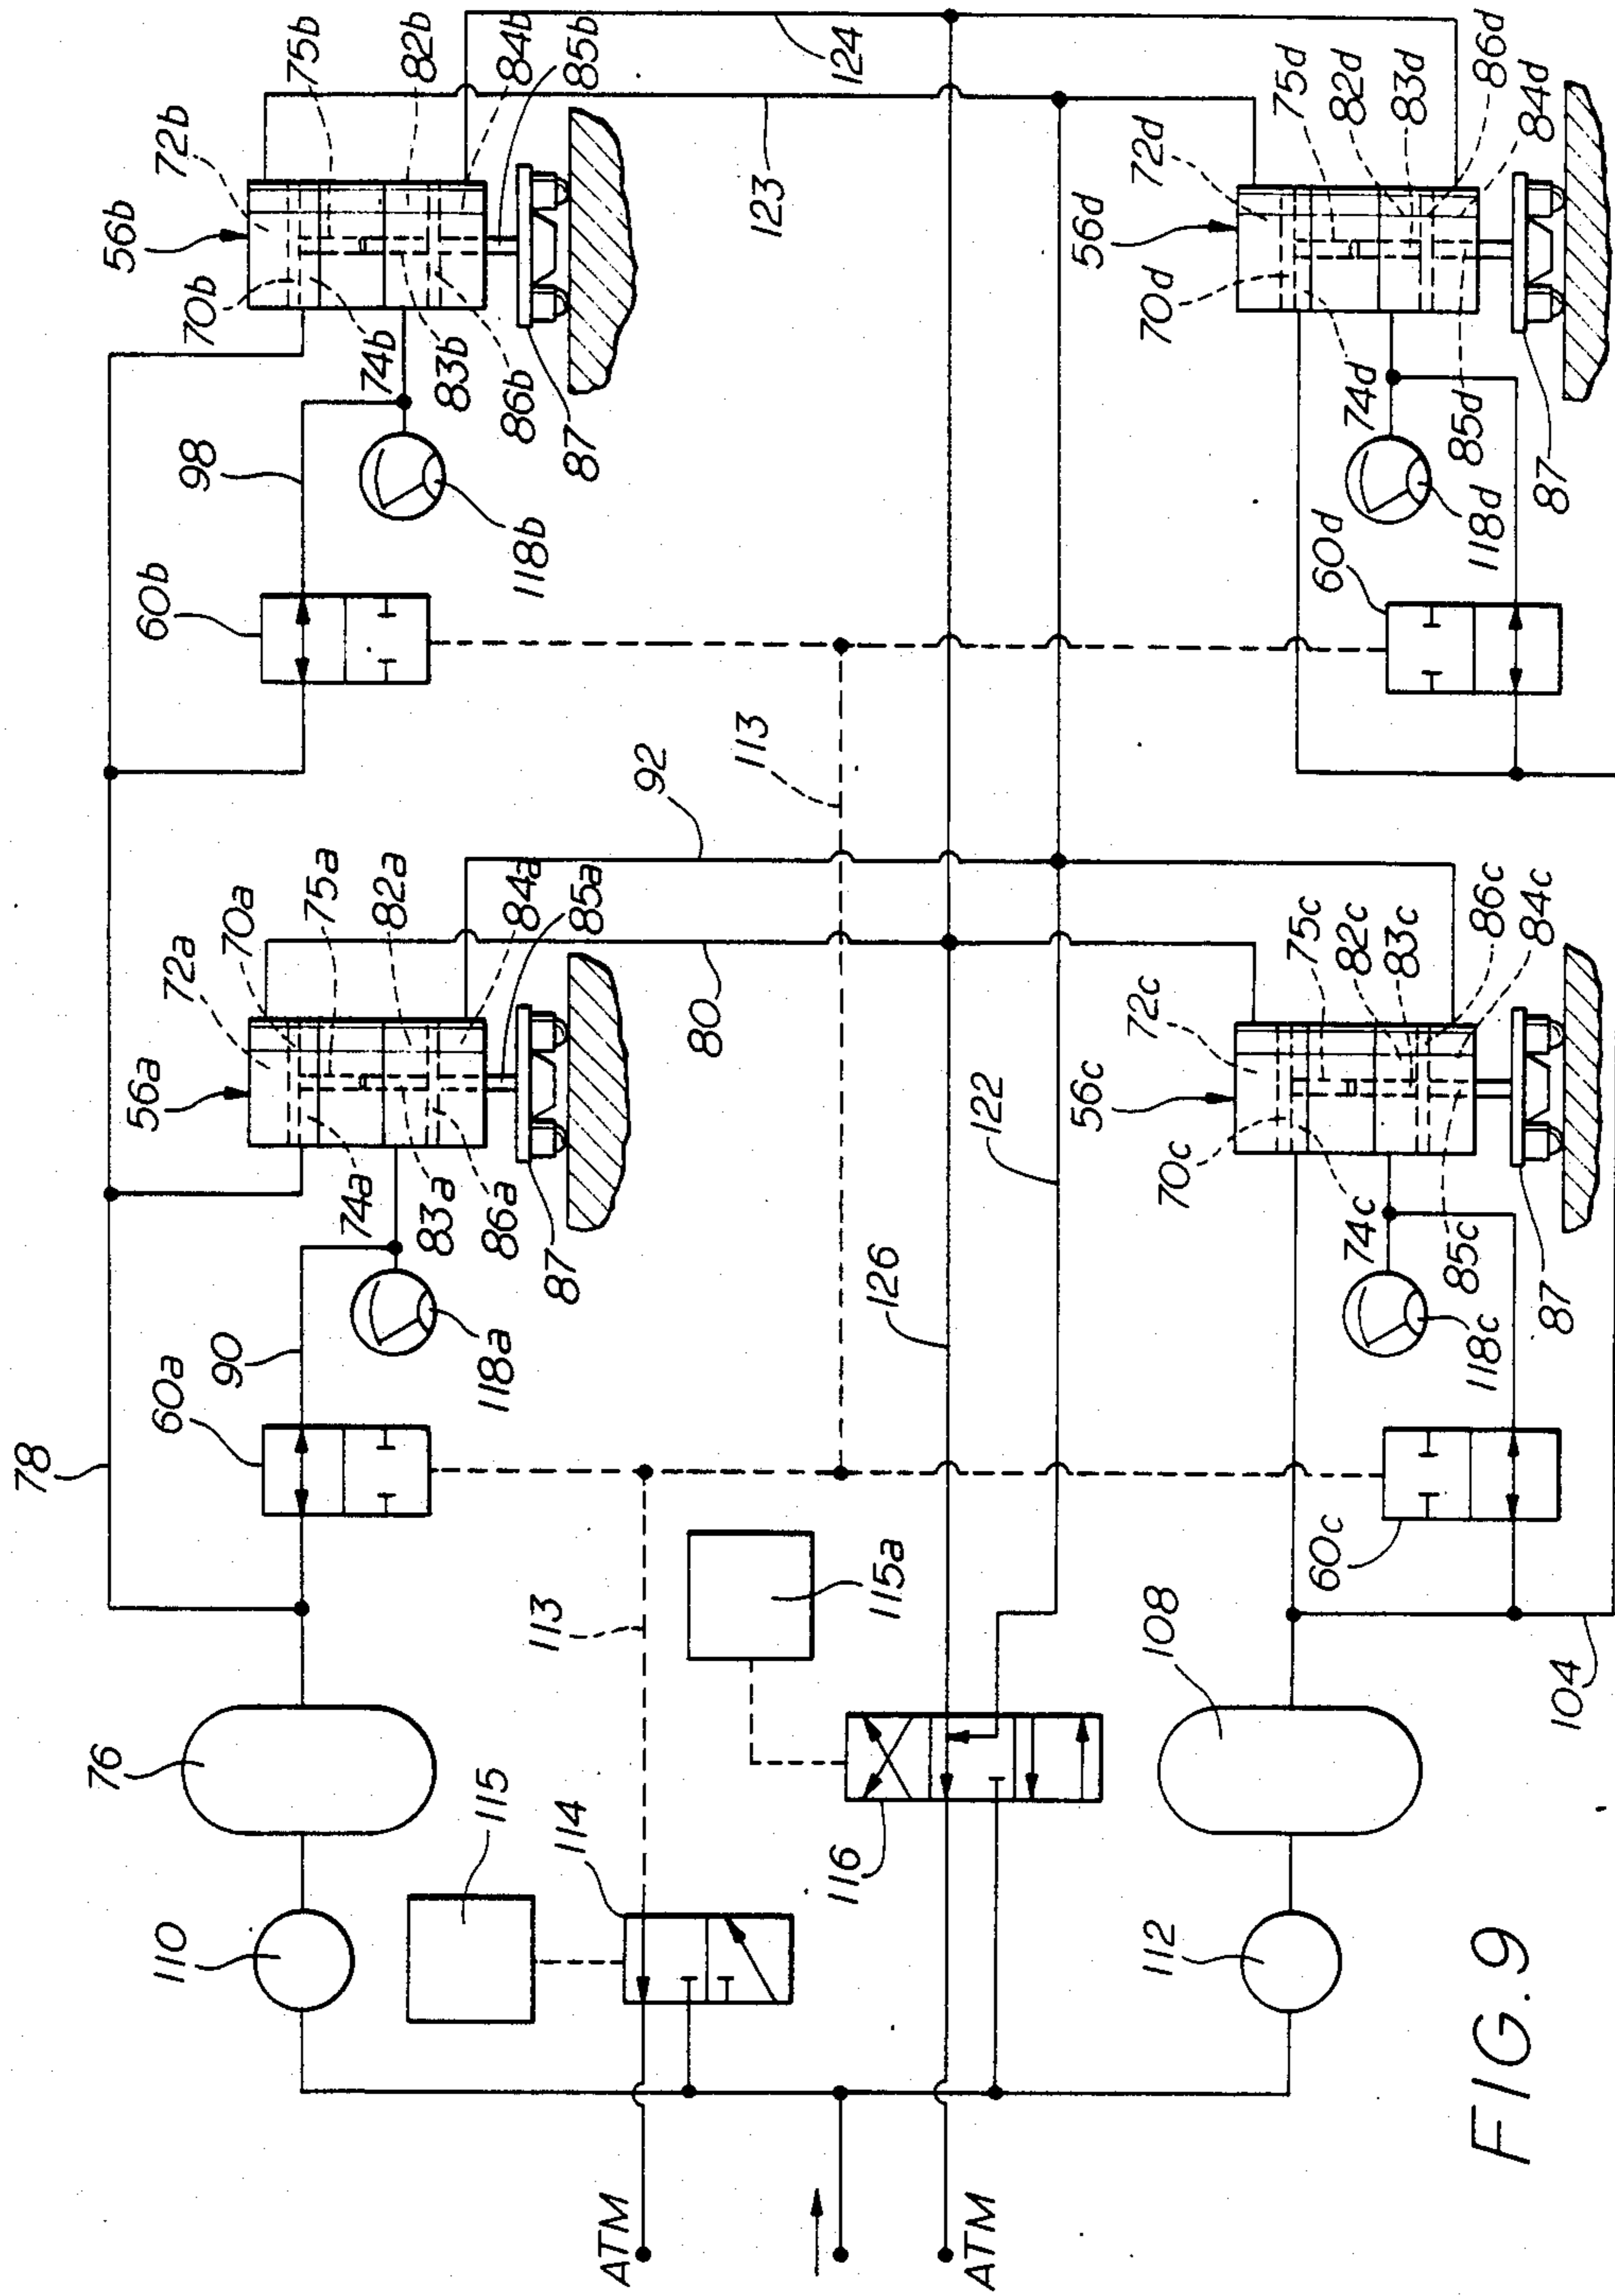 56b
72b
75b
82b
84b
85b
124
70b
74b
83b
86b
87
98
118b
60b
123
56d
72d
75d
82d
83d
86d
84d
70d
74d
85d
87
118d
60d
113
92
78
56a
72a
70a
75a
82a
84a
85a
74a
83a
86a
87
90
118a
60a
80
122
126
56c
72c
75c
82c
83c
86c
84c
70c
74c
85c
87
118c
60c
76
113
115a
108
104
110
115
114
116
112
ATM
ATM
FIG. 9